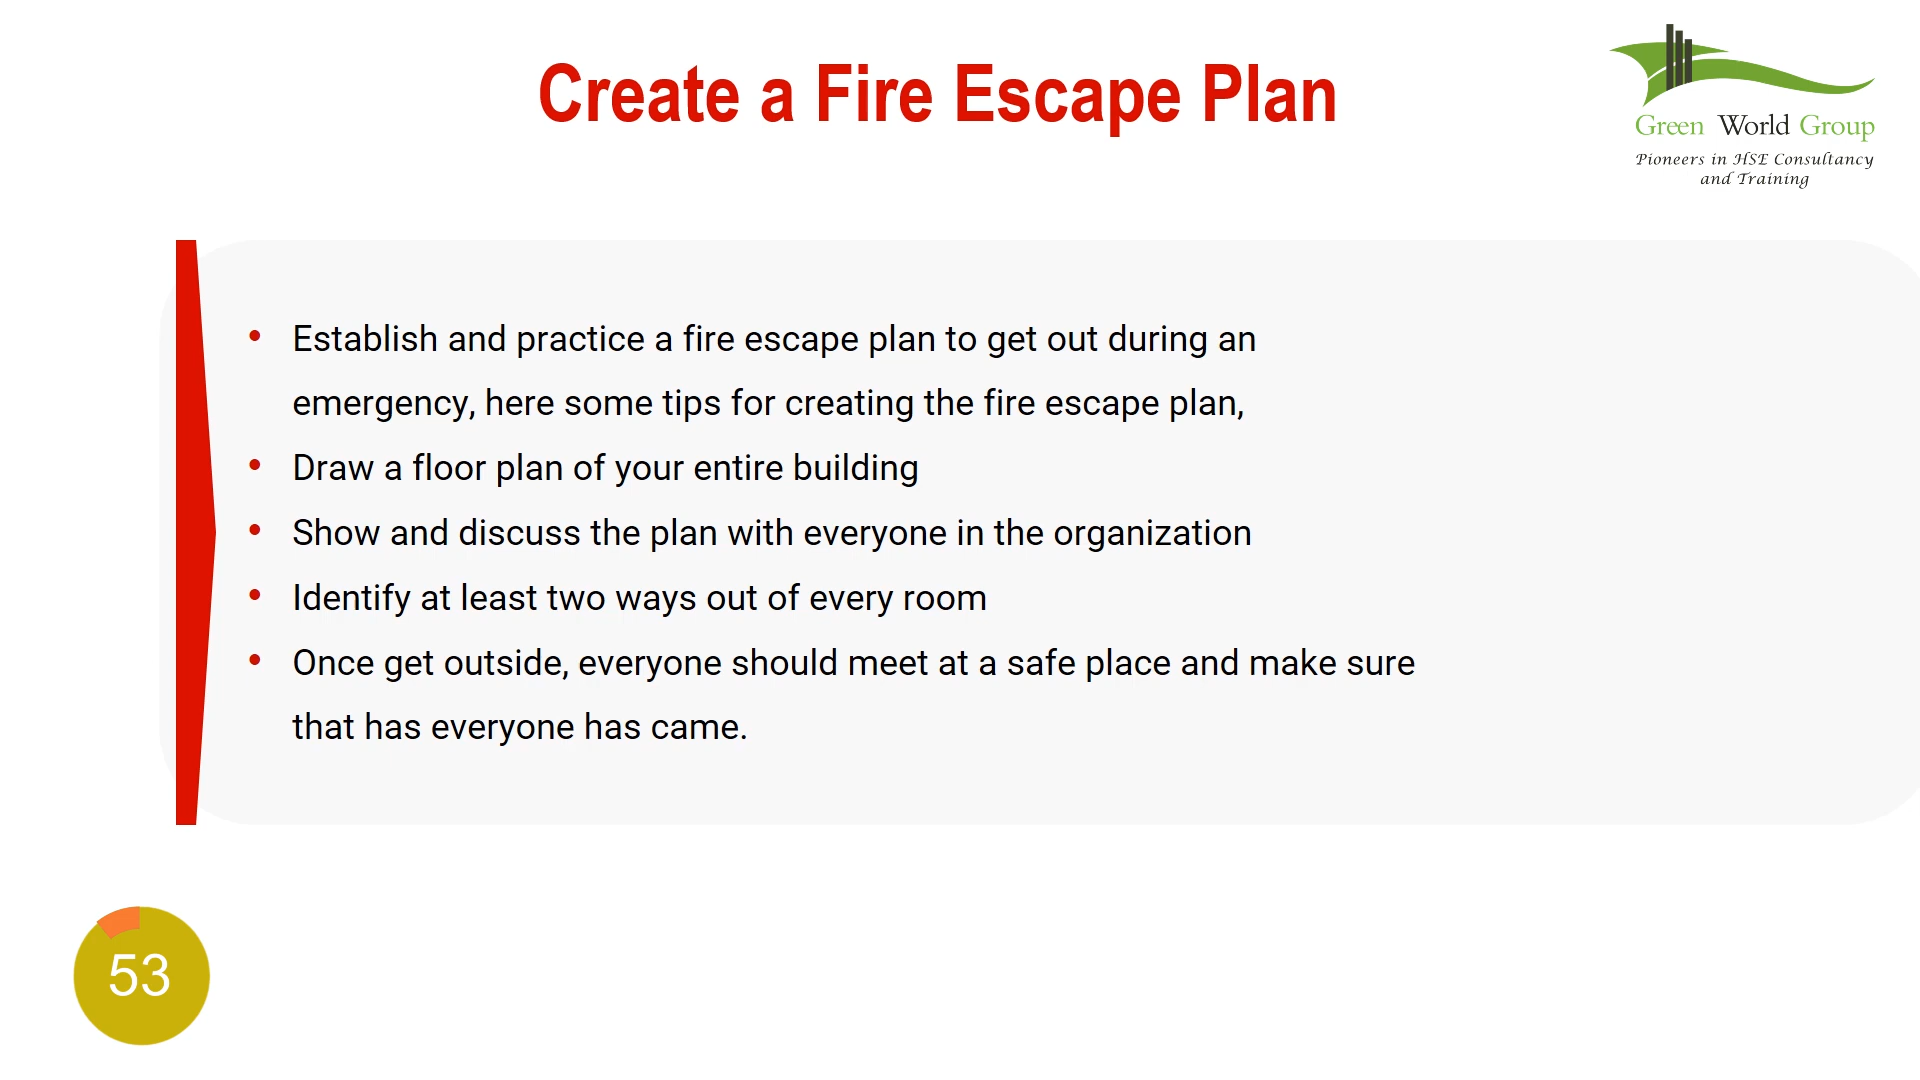 Create a Fire Escape Plan
Green World Group
Pioneers in HSE Consultancy
and Training
• Establish and practice a fire escape plan to get out during an
emergency, here some tips for creating the fire escape plan,
• Draw a floor plan of your entire building
• Show and discuss the plan with everyone in the organization
• Identify at least two ways out of every room
• Once get outside, everyone should meet at a safe place and make sure
that has everyone has came.
53